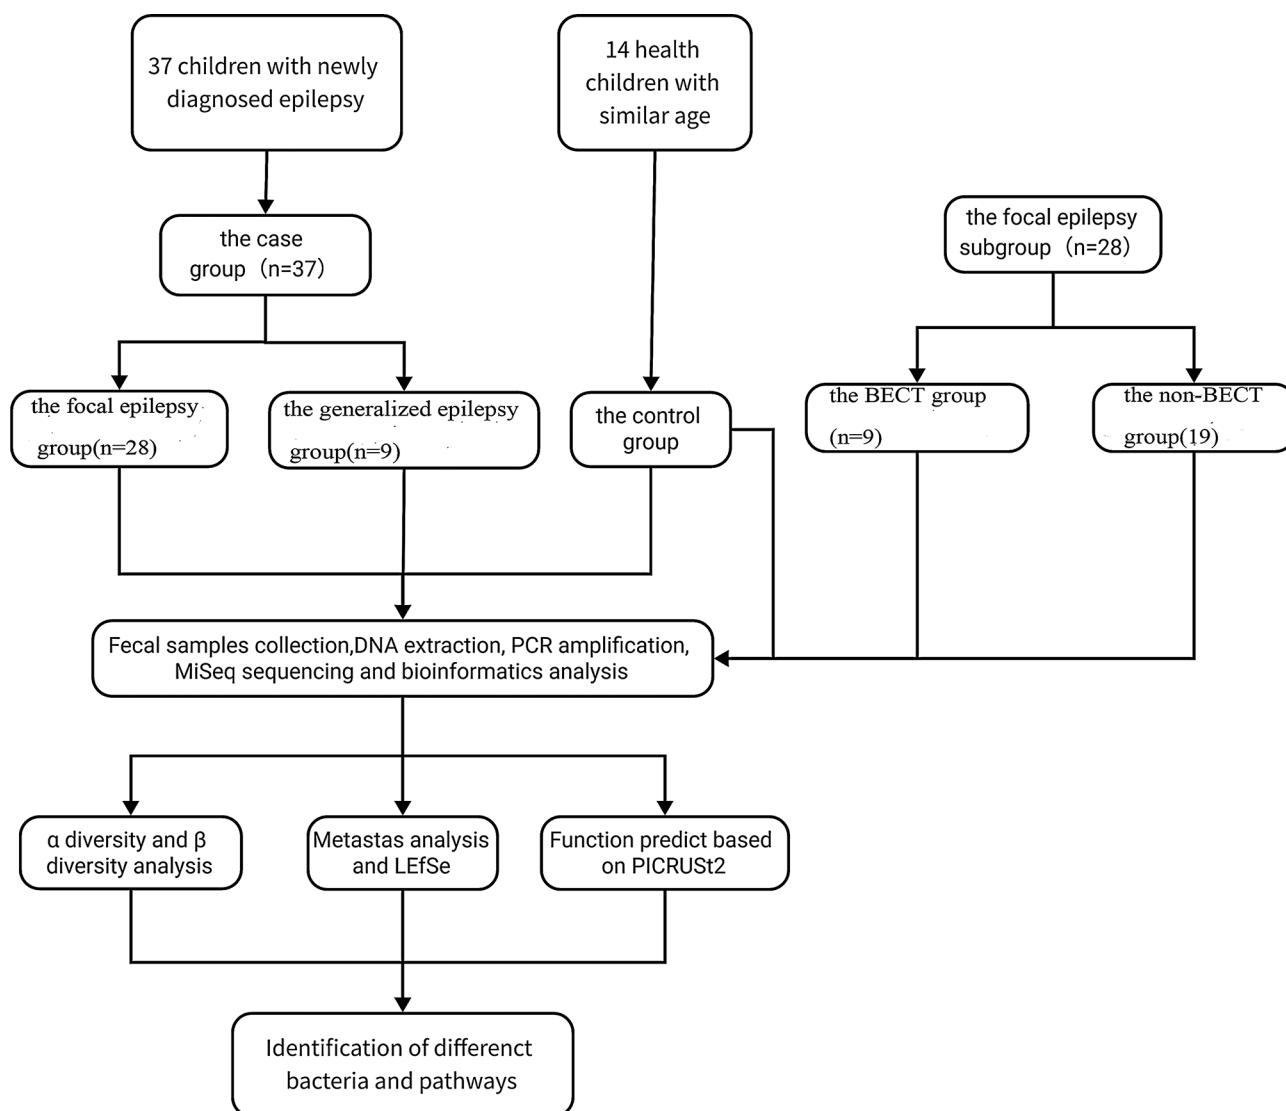 37 children with newly
diagnosed epilepsy
14 health
children with
similar age
the case
group（n=37）
the focal epilepsy
subgroup（n=28）
the focal epilepsy
group(n=28)
the generalized epilepsy
group(n=9)
the control
group
the BECT group
(n=9)
the non-BECT
group(19)
Fecal samples collection,DNA extraction, PCR amplification,
MiSeq sequencing and bioinformatics analysis
α diversity and β
diversity analysis
Metastas analysis
and LEfSe
Function predict based
on PICRUSt2
Identification of differenct
bacteria and pathways